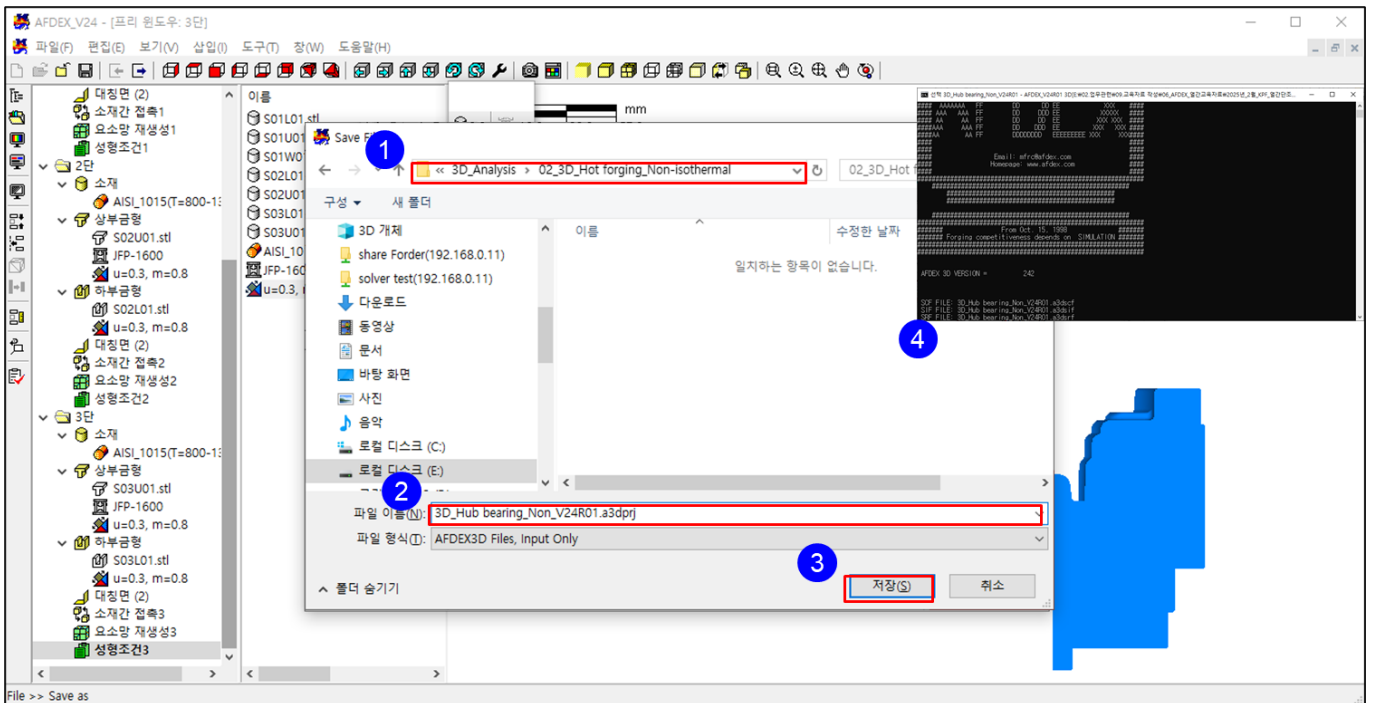 AFDEX_V24 - [프리 윈도우: 3단]
파일(F) 편집(E) 보기(V) 삽입(I) 도구(T) 창(W) 도움말(H)
대칭면 (2)
소재간 접촉1
요소망 재생성1
성형조건1
2단
소재
AISI_1015(T=800-13
상부금형
S02U01.stl
JFP-1600
u=0.3, m=0.8
하부금형
S02L01.stl
u=0.3, m=0.8
대칭면 (2)
소재간 접촉2
요소망 재생성2
성형조건2
3단
소재
AISI_1015(T=800-13
상부금형
S03U01.stl
JFP-1600
u=0.3, m=0.8
하부금형
S03L01.stl
u=0.3, m=0.8
대칭면 (2)
소재간 접촉3
요소망 재생성3
성형조건3
이름
S01L01.stl
S01U01
S01W0
S02L01
S02U01
S03L01
S03U01
AISI_10
JFP-160
u=0.3, m
mm
Save Fi
1
« 3D_Analysis › 02_3D_Hot forging_Non-isothermal
02_3D_Hot f
구성 새 폴더
3D 개체
share Forder(192.168.0.11)
solver test(192.168.0.11)
다운로드
동영상
문서
바탕 화면
사진
음악
로컬 디스크 (C:)
로컬 디스크 (E:)
이름 수정한 날짜
일치하는 항목이 없습니다.
2
파일 이름(N): 3D_Hub bearing_Non_V24R01.a3dprj
파일 형식(T): AFDEX3D Files, Input Only
3
폴더 숨기기
저장(S) 취소
Email: mfrc@afdex.com
Homepage: www.afdex.com
From Oct. 15, 1998
Forging competitiveness depends on SIMULATION
AFDEX 3D VERSION = 242
SCF FILE: 3D_Hub bearing_Non_V24R01.a3dscf
SIF FILE: 3D_Hub bearing_Non_V24R01.a3dsif
SRF FILE: 3D_Hub bearing_Non_V24R01.a3dsrf
4
File >> Save as